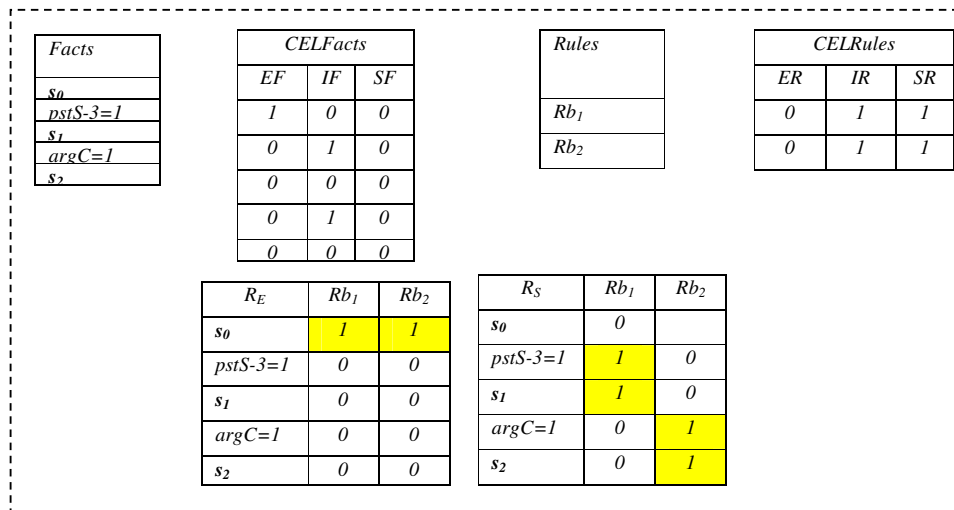 Facts
s0
pstS-3=1
s1
argC=1
s2
CELFacts
EF IF SF
1 0 0
0 1 0
0 0 0
0 1 0
0 0 0
Rules
Rb1
Rb2
CELRules
ER IR SR
0 1 1
0 1 1
RE Rb1 Rb2
s0 1 1
pstS-3=1 0 0
s1 0 0
argC=1 0 0
s2 0 0
RS Rb1 Rb2
s0 0
pstS-3=1 1 0
s1 1 0
argC=1 0 1
s2 0 1